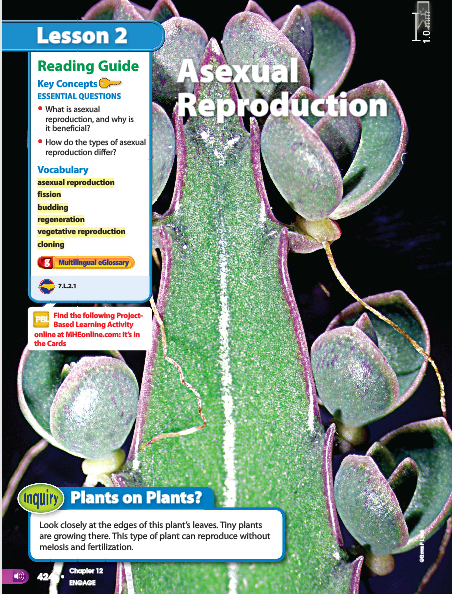 Lesson 2
Reading Guide
Key Concepts
ESSENTIAL QUESTIONS
• What is asexual
reproduction, and why is
it beneficial?
• How do the types of asexual
reproduction differ?
Vocabulary
asexual reproduction
fission
budding
regeneration
vegetative reproduction
cloning
g Multilingual eGlossary
7.L.2.1
PBL Find the following Project-
Based Learning Activity
online at MHEonline.com: It's in
the Cards
Asexual
Reproduction
1.0 mm
Inquiry Plants on Plants?
Look closely at the edges of this plant's leaves. Tiny plants
are growing there. This type of plant can reproduce without
meiosis and fertilization.
424 • Chapter 12
ENGAGE